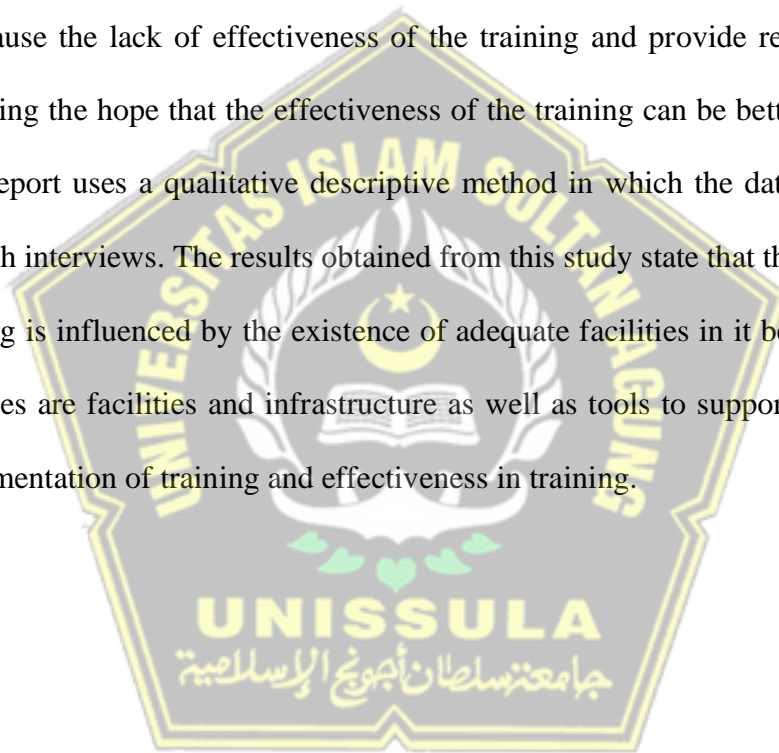 ause the lack of effectiveness of the training and provide re
ing the hope that the effectiveness of the training can be bett
eport uses a qualitative descriptive method in which the dat
h interviews. The results obtained from this study state that th
g is influenced by the existence of adequate facilities in it be
es are facilities and infrastructure as well as tools to suppor
mentation of training and effectiveness in training.
UNIVERSITAS ISLAM SULTAN AGUNG
UNISSULA
جامعة سلطان أجونج الإسلامية